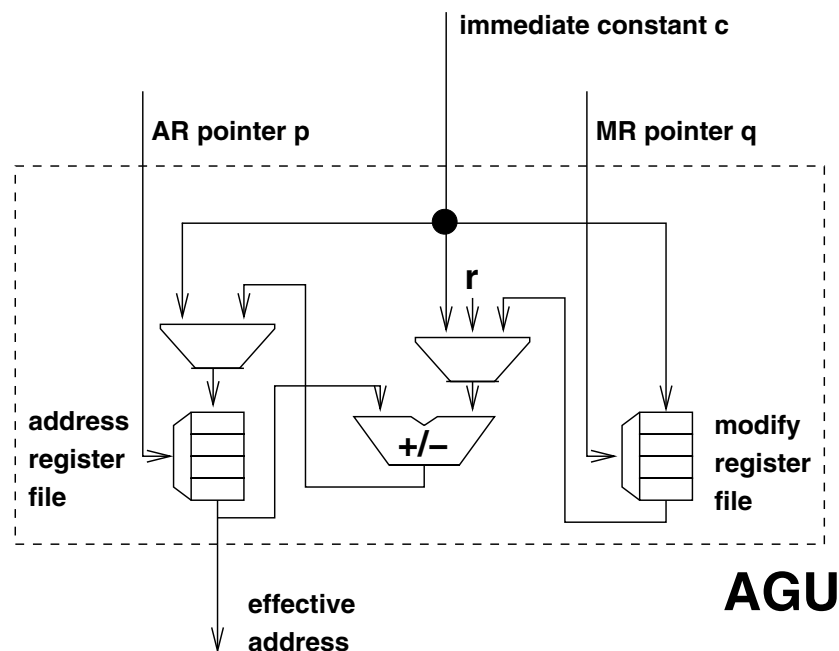 immediate constant c
AR pointer p
MR pointer q
r
address
register
file
+/−
modify
register
file
AGU
effective
address